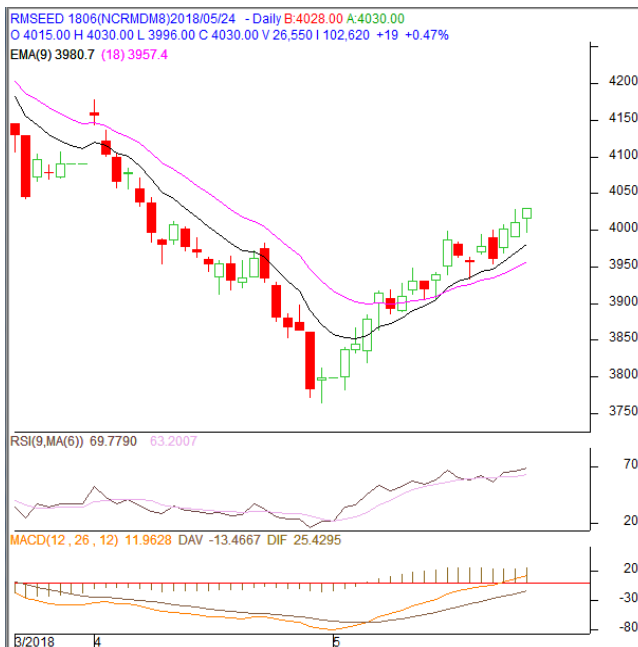 RMSEED 1806(NCRMDM8)2018/05/24 - Daily B:4028.00 A:4030.00
O 4015.00 H 4030.00 L 3996.00 C 4030.00 V 26,550 I 102,620 +19 +0.47%
EMA(9) 3980.7 (18) 3957.4
4200
4150
4100
4050
4000
3950
3900
3850
3800
3750
RSI(9,MA(6)) 69.7790 63.2007
70
20
MACD(12 , 26 , 12) 11.9628 DAV -13.4667 DIF 25.4295
20
-30
-80
3/2018 4 5